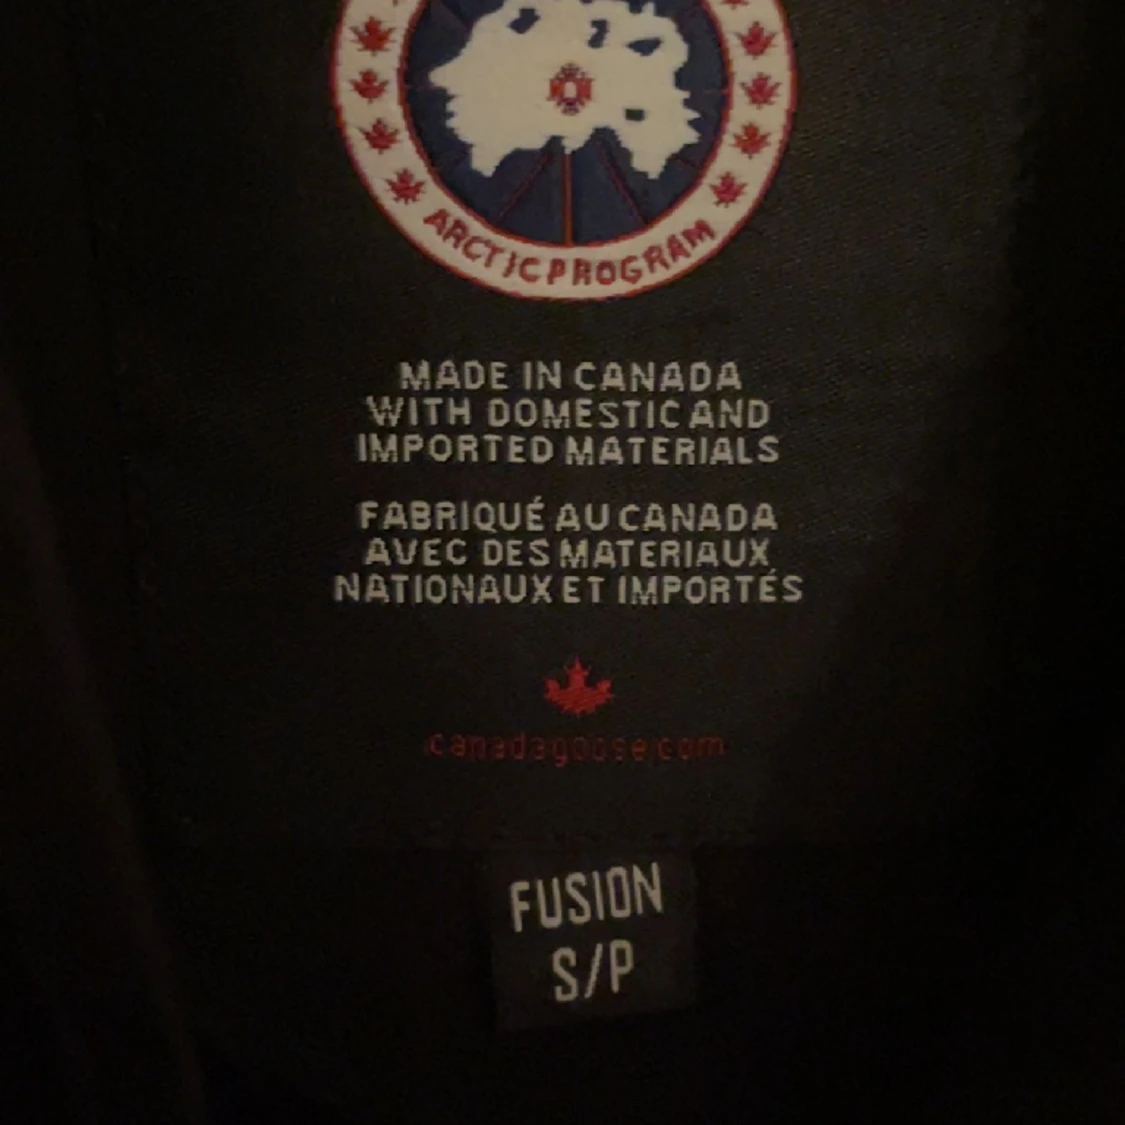 ARCTIC PROGRAM
MADE IN CANADA
WITH DOMESTIC AND
IMPORTED MATERIALS
FABRIQUÉ AU CANADA
AVEC DES MATERIAUX
NATIONAUX ET IMPORTÉS
canadagoose.com
FUSION
S/P